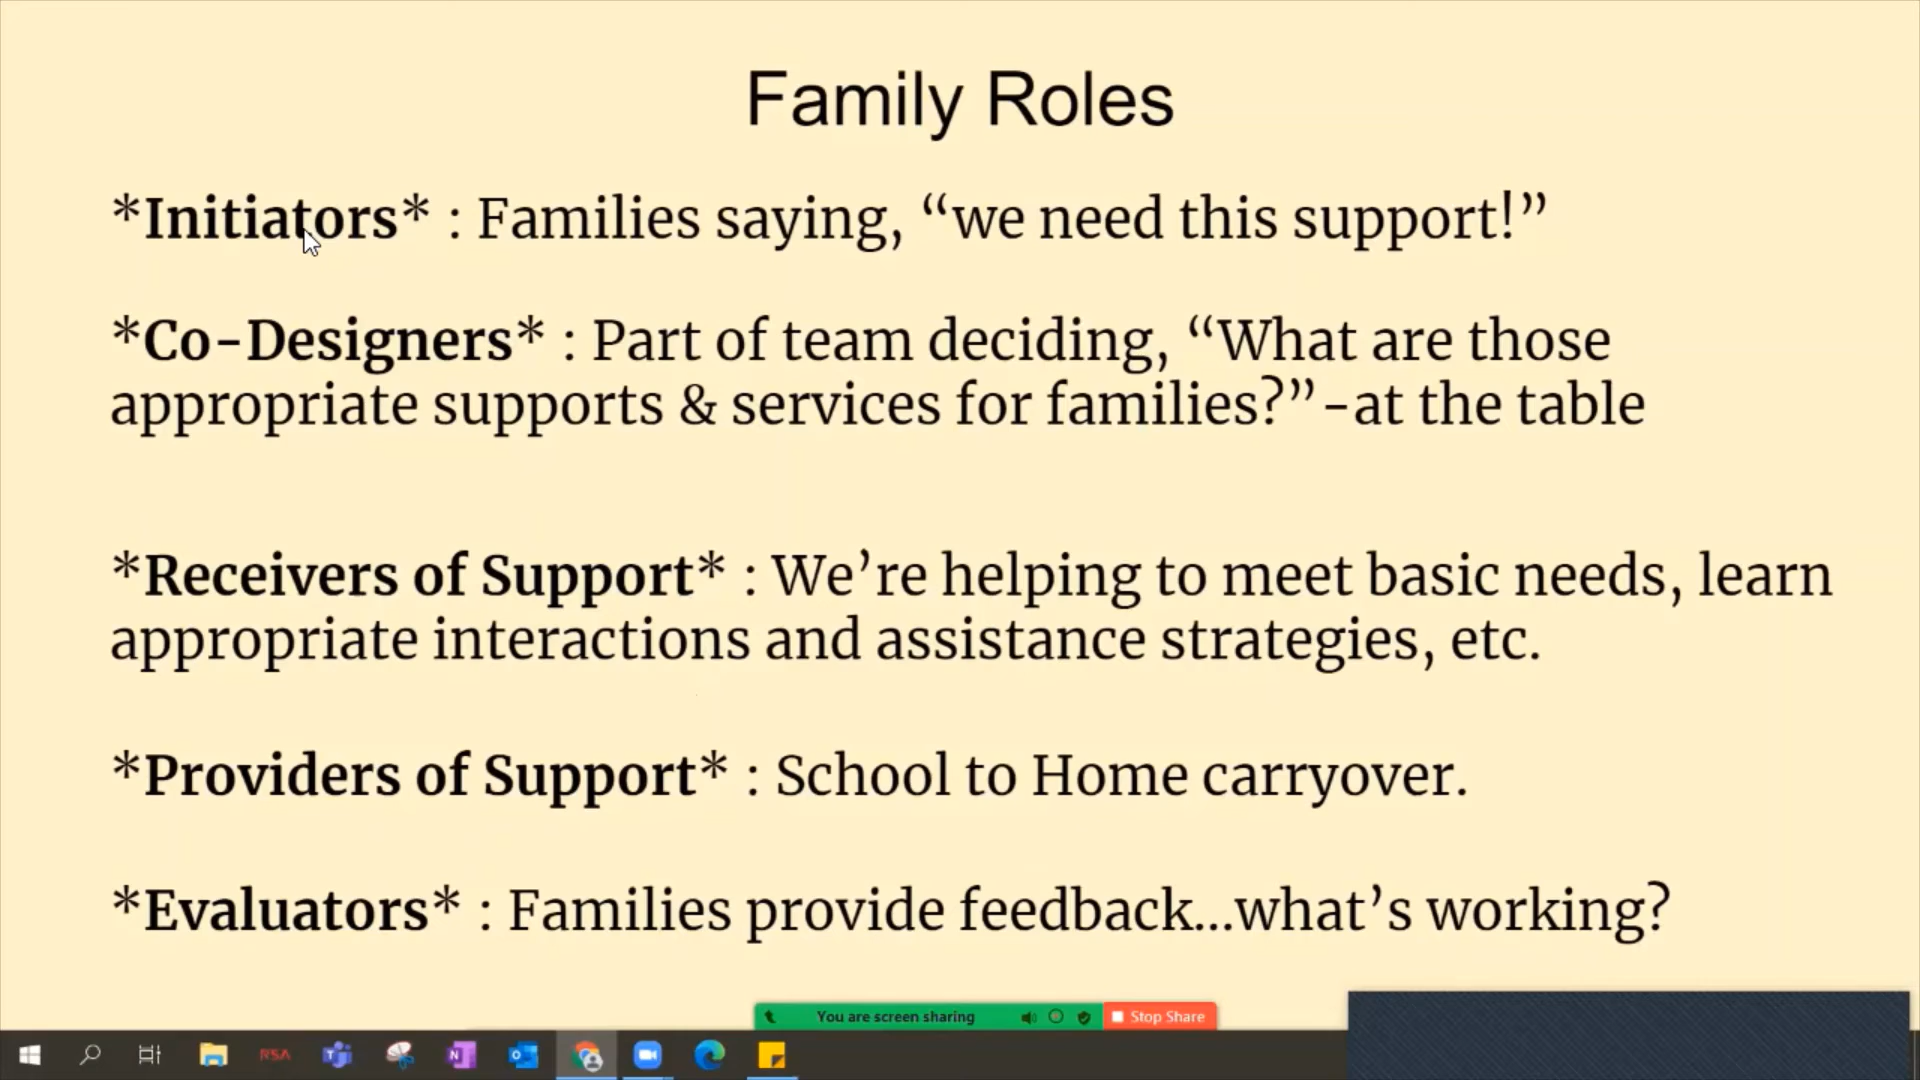 Family Roles
*Initiators* : Families saying, “we need this support!”
*Co-Designers* : Part of team deciding, “What are those
appropriate supports & services for families?”-at the table
*Receivers of Support* : We’re helping to meet basic needs, learn
appropriate interactions and assistance strategies, etc.
*Providers of Support* : School to Home carryover.
*Evaluators* : Families provide feedback...what’s working?
You are screen sharing
Stop Share
RSA